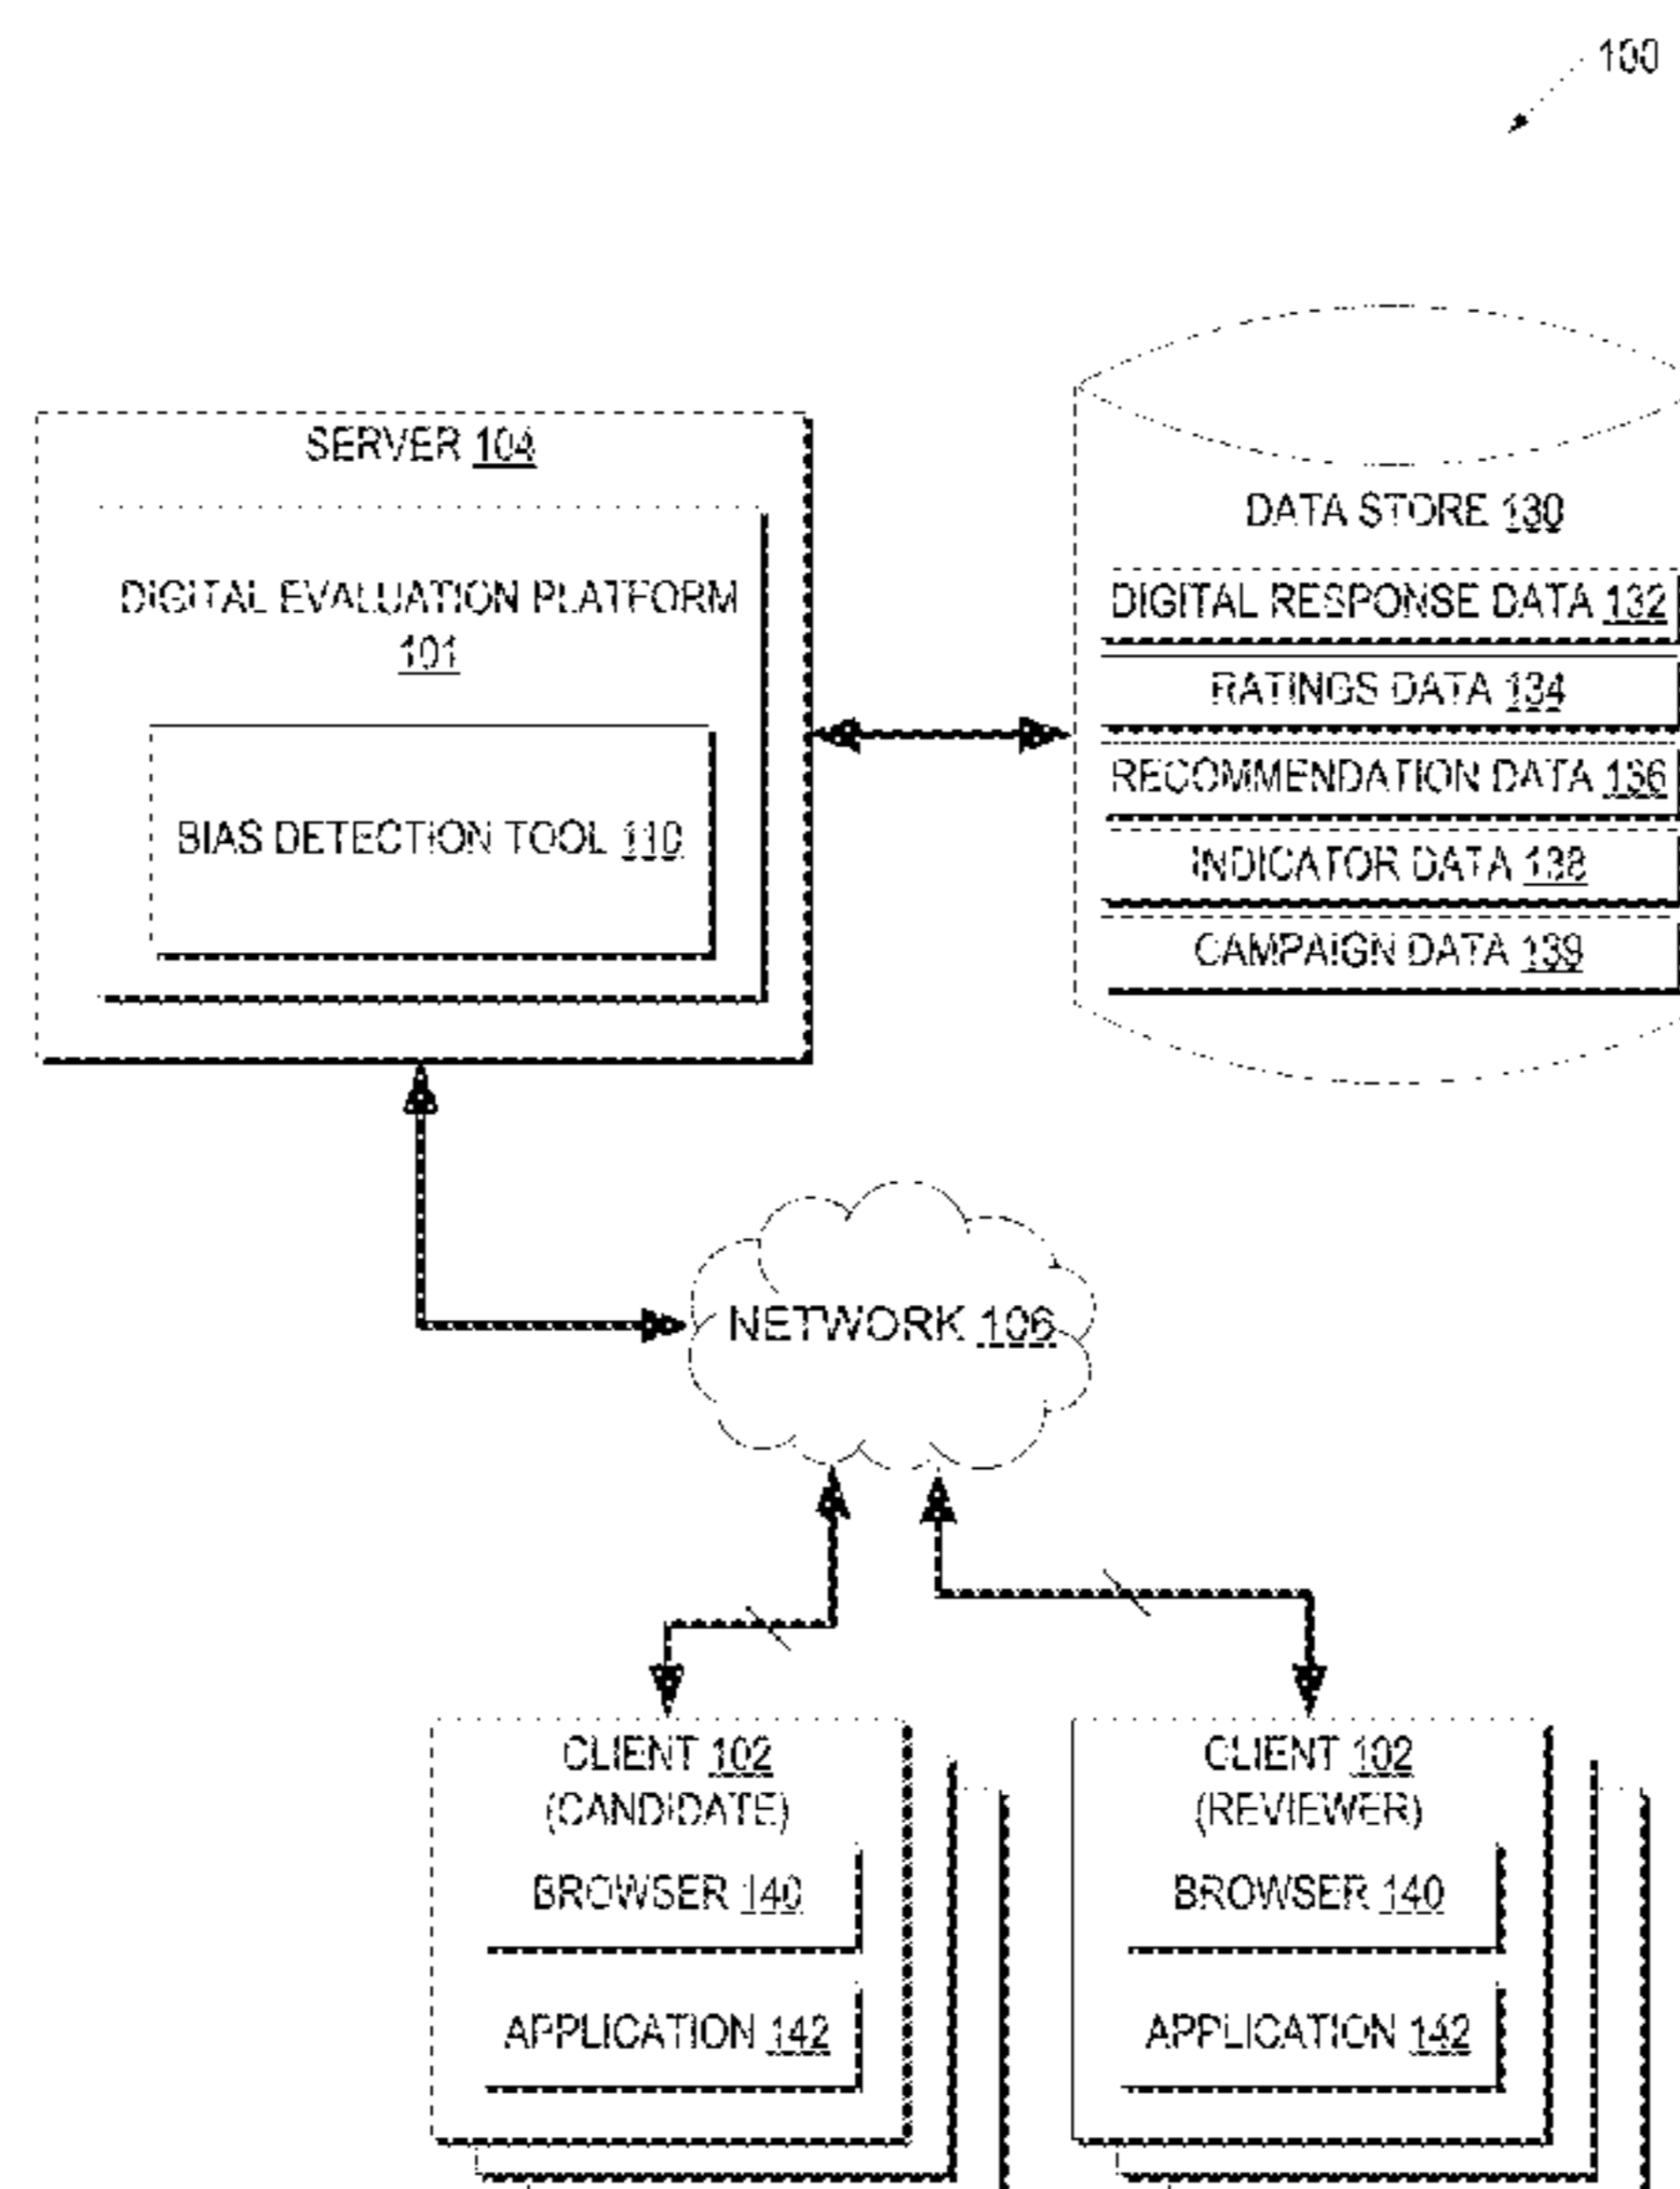 100
SERVER 104
DIGITAL EVALUATION PLATFORM
101
BIAS DETECTION TOOL 110
DATA STORE 130
DIGITAL RESPONSE DATA 132
RATINGS DATA 134
RECOMMENDATION DATA 136
INDICATOR DATA 138
CAMPAIGN DATA 139
NETWORK 106
CLIENT 102
(CANDIDATE)
BROWSER 140
APPLICATION 142
CLIENT 102
(REVIEWER)
BROWSER 140
APPLICATION 142